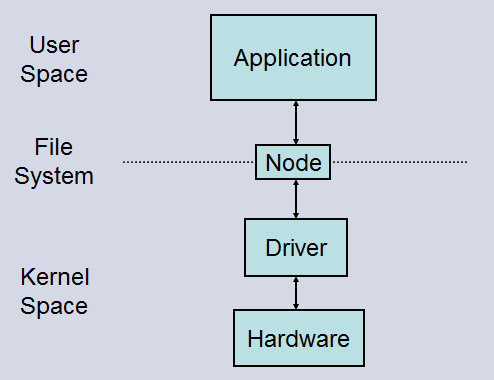 User
Space
Application
File
System
Node
Driver
Kernel
Space
Hardware